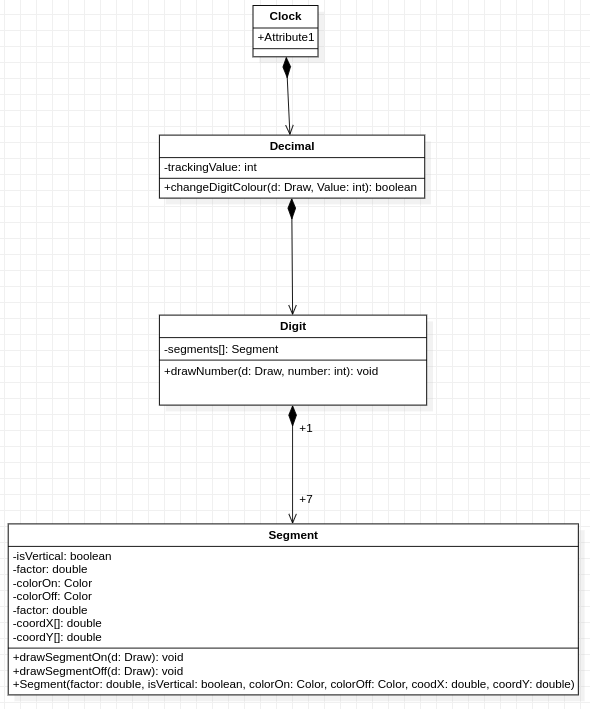 Clock
+Attribute1
Decimal
-trackingValue: int
+changeDigitColour(d: Draw, Value: int): boolean
Digit
-segments[]: Segment
+drawNumber(d: Draw, number: int): void
+1
+7
Segment
-isVertical: boolean
-factor: double
-colorOn: Color
-colorOff: Color
-factor: double
-coordX[]: double
-coordY[]: double
+drawSegmentOn(d: Draw): void
+drawSegmentOff(d: Draw): void
+Segment(factor: double, isVertical: boolean, colorOn: Color, colorOff: Color, coodX: double, coordY: double)